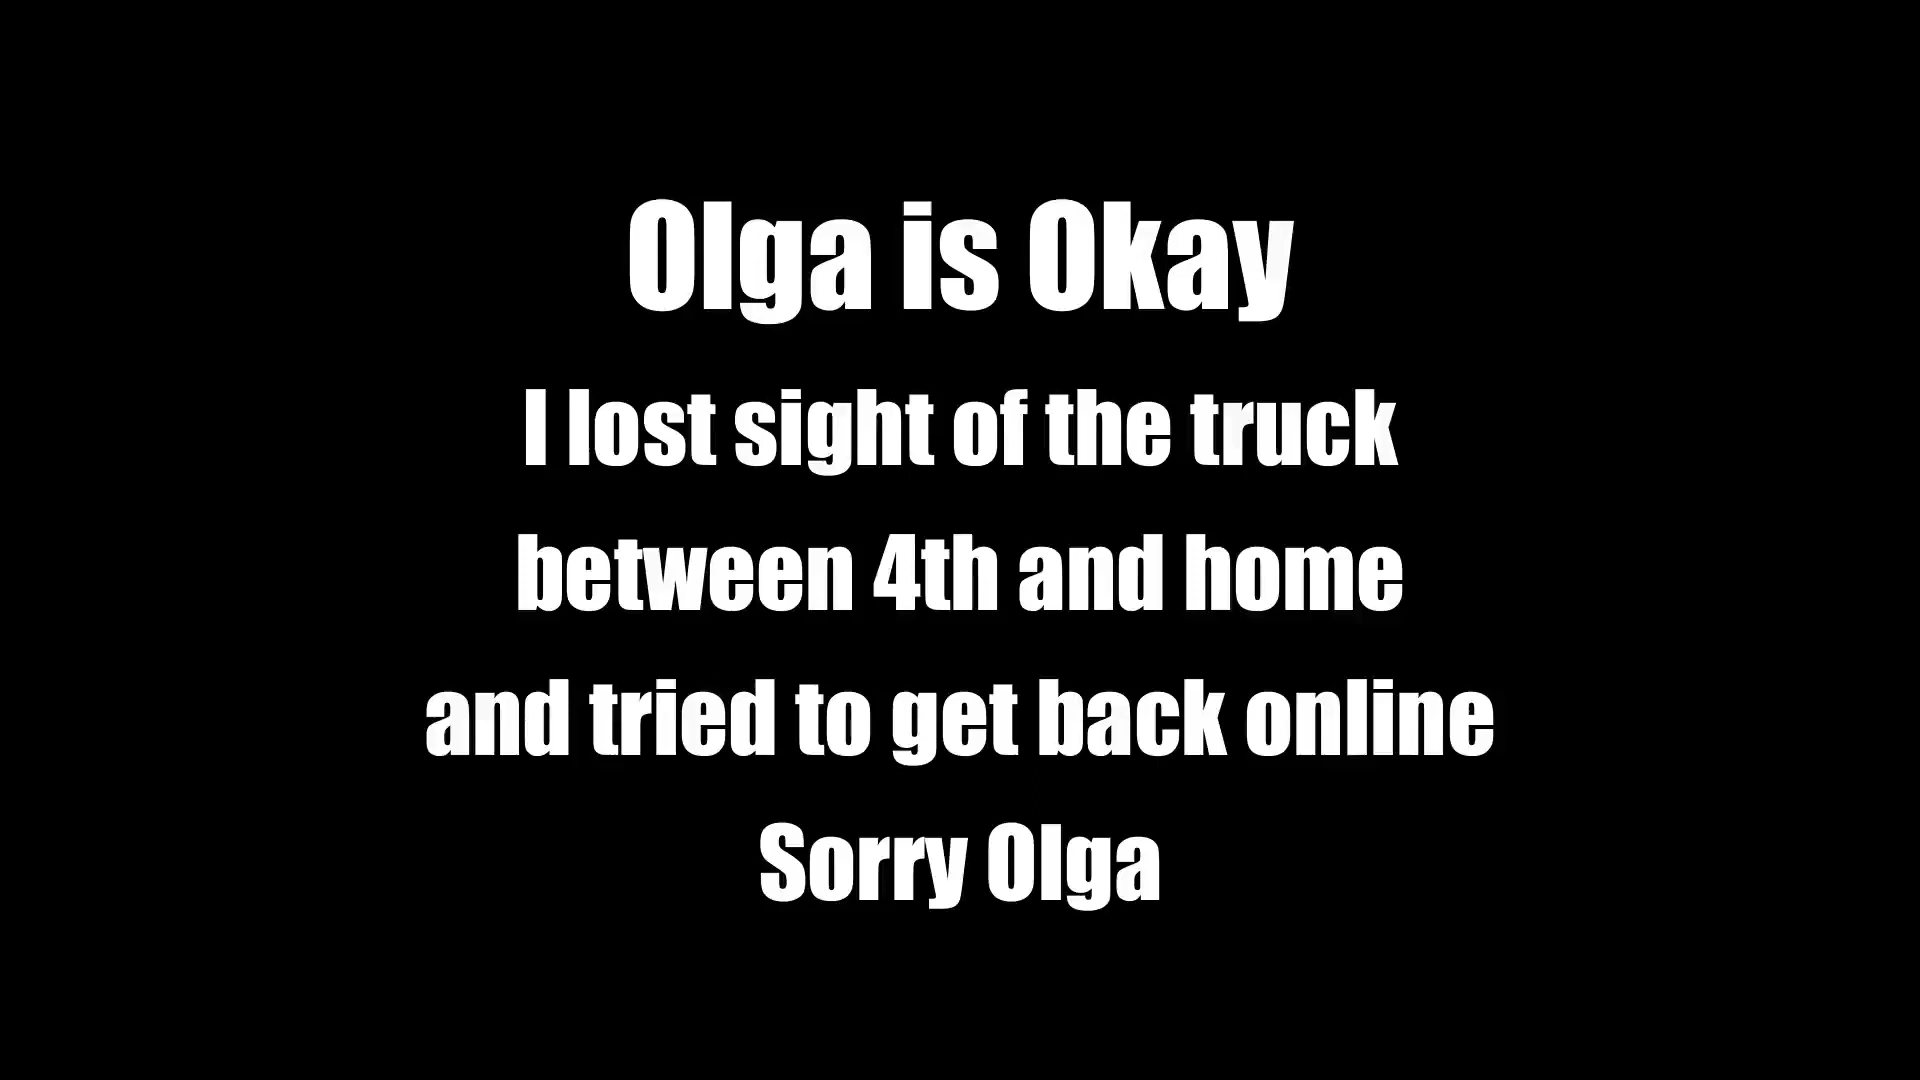 Olga is Okay
I lost sight of the truck
between 4th and home
and tried to get back online
Sorry Olga